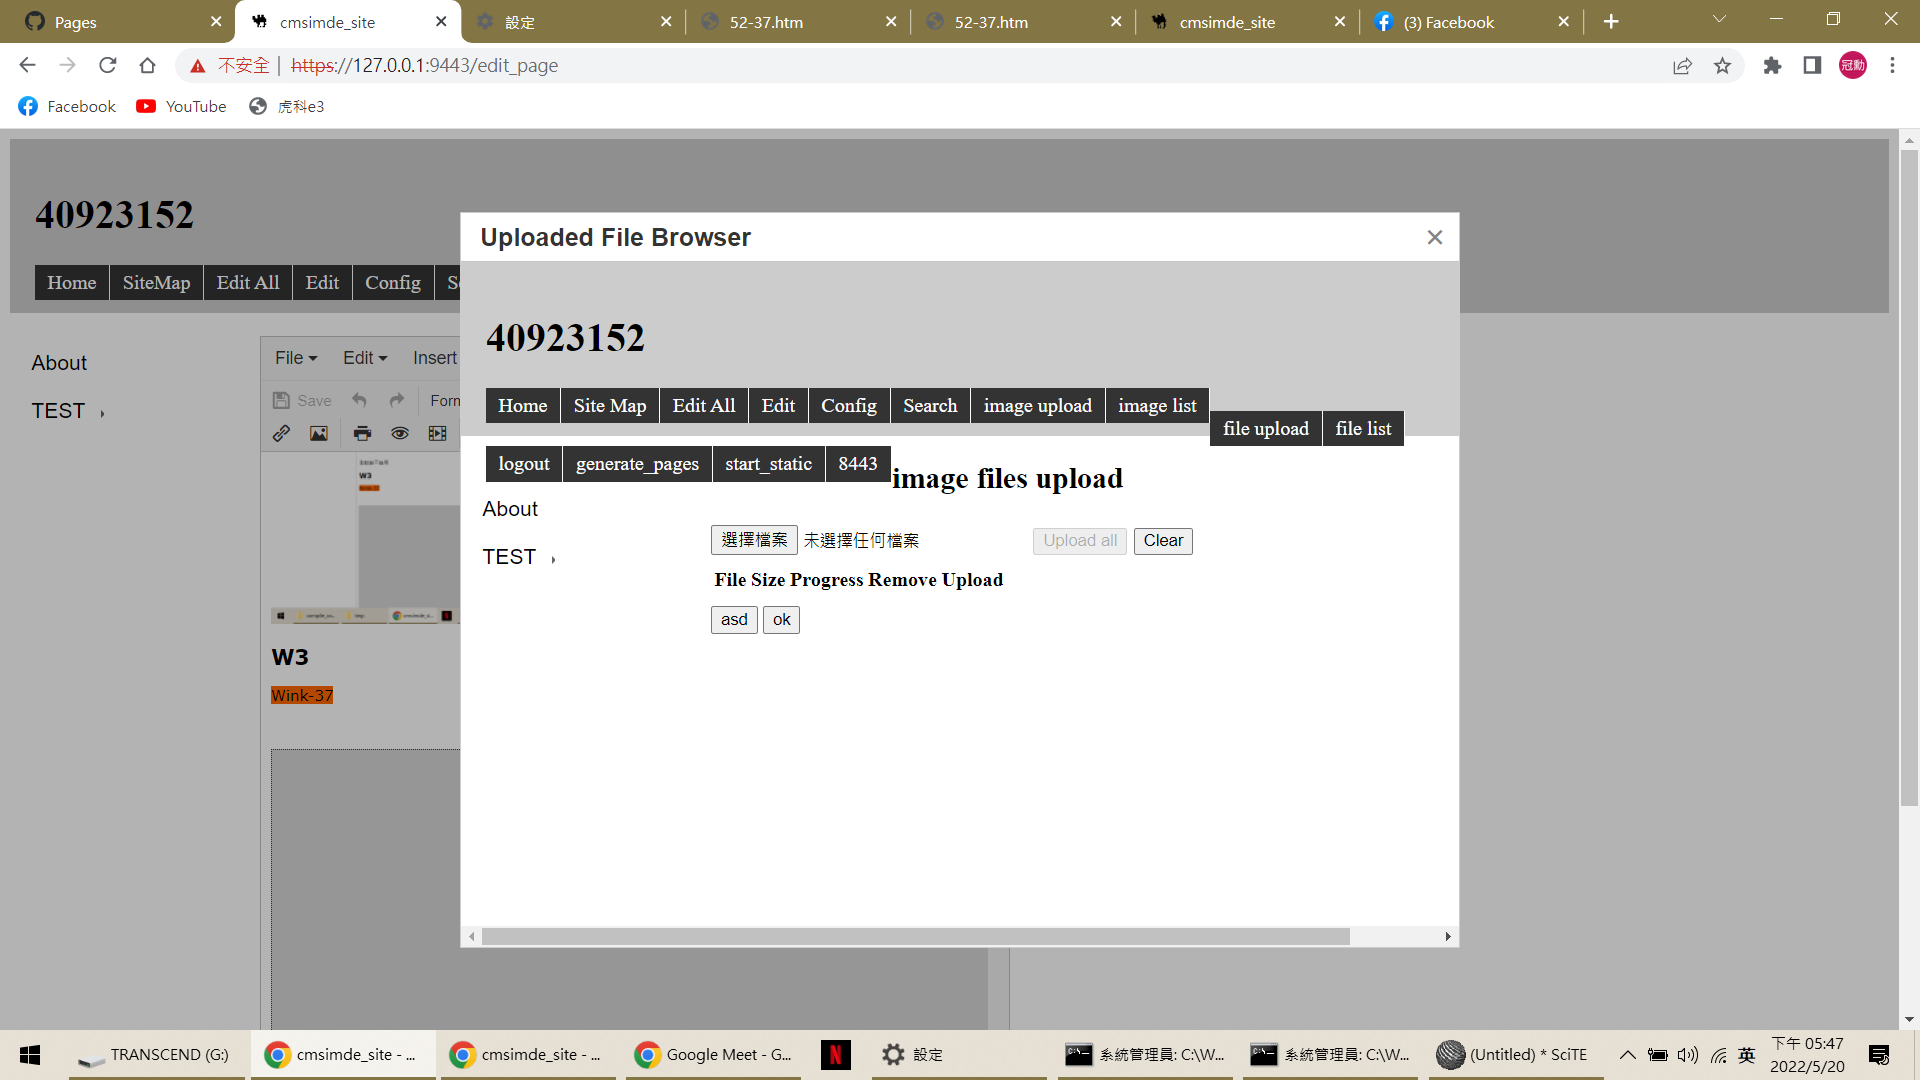 Pages
cmsimde_site
設定
52-37.htm
52-37.htm
cmsimde_site
(3) Facebook
不安全 | https://127.0.0.1:9443/edit_page
冠勳
Facebook
YouTube
虎科e3
40923152
Home
SiteMap
Edit All
Edit
Config
About
TEST
File
Edit
Insert
Save
W3
W3
Wink-37
Uploaded File Browser
40923152
Home
Site Map
Edit All
Edit
Config
Search
image upload
image list
file upload
file list
logout
generate_pages
start_static
8443
image files upload
About
TEST
選擇檔案 未選擇任何檔案
Upload all
Clear
File Size Progress Remove Upload
asd
ok
TRANSCEND (G:)
cmsimde_site - ...
cmsimde_site - ...
Google Meet - G...
設定
系統管理員: C:\W...
系統管理員: C:\W...
(Untitled) * SciTE
英
下午 05:47
2022/5/20